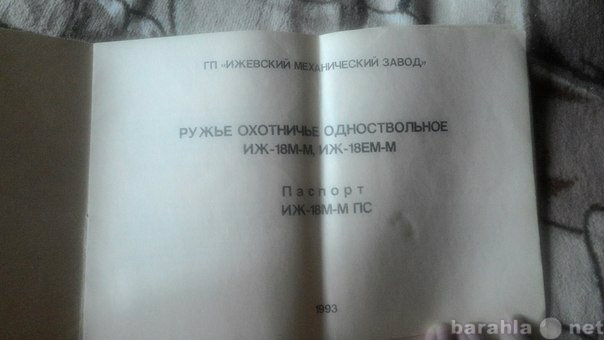 ГП «ИЖЕВСКИЙ МЕХАНИЧЕСКИЙ ЗАВОД»
РУЖЬЕ ОХОТНИЧЬЕ ОДНОСТВОЛЬНОЕ
ИЖ-18М-М, ИЖ-18ЕМ-М
Паспорт
ИЖ-18М-М ПС
1993
barahla net